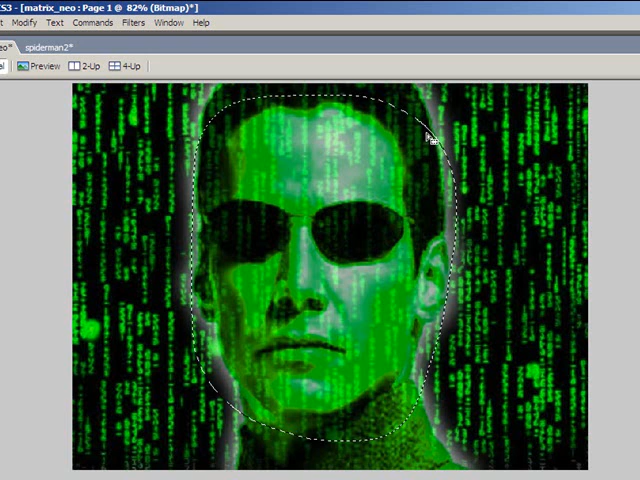 S3 - [matrix_neo : Page 1 @ 82% (Bitmap)*]
Modify Text Commands Filters Window Help
eo* spiderman2*
al Preview 2-Up 4-Up